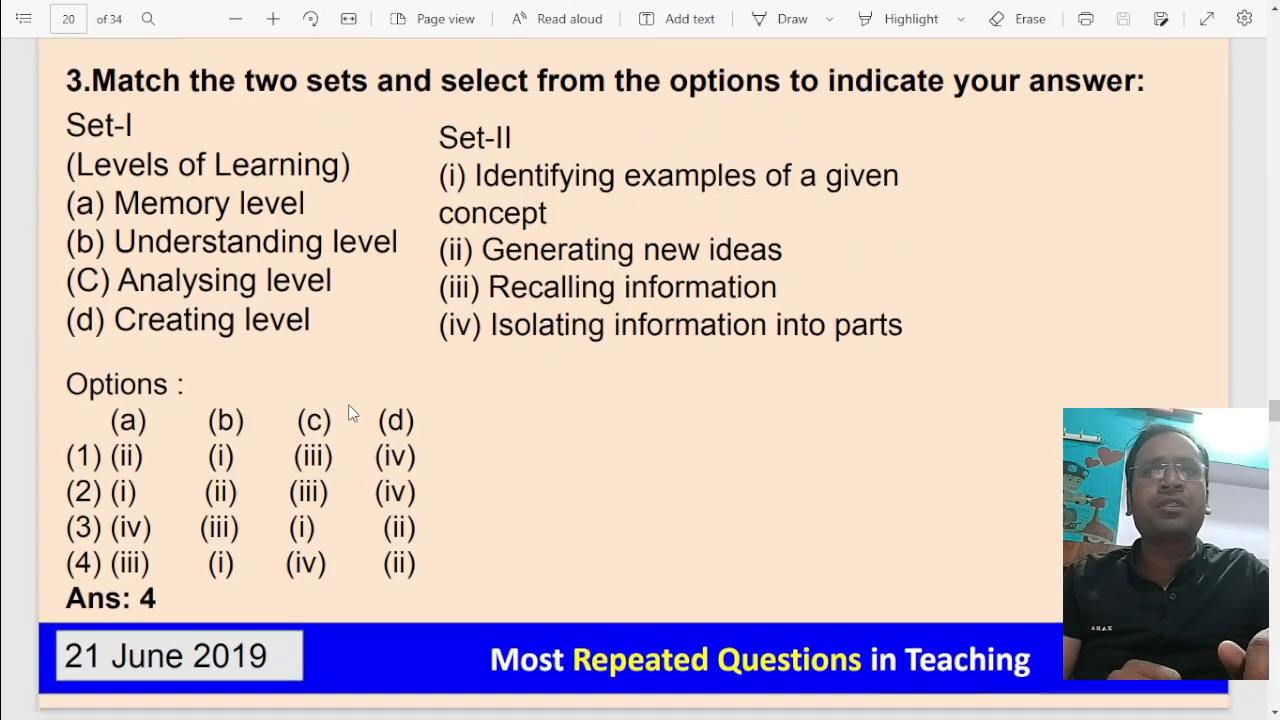 20 of 34 Page view Read aloud Add text Draw Highlight Erase
3.Match the two sets and select from the options to indicate your answer:
Set-I
(Levels of Learning)
(a) Memory level
(b) Understanding level
(C) Analysing level
(d) Creating level
Set-II
(i) Identifying examples of a given
concept
(ii) Generating new ideas
(iii) Recalling information
(iv) Isolating information into parts
Options :
(a) (b) (c) (d)
(1) (ii) (i) (iii) (iv)
(2) (i) (ii) (iii) (iv)
(3) (iv) (iii) (i) (ii)
(4) (iii) (i) (iv) (ii)
Ans: 4
21 June 2019
Most Repeated Questions in Teaching
ZARA